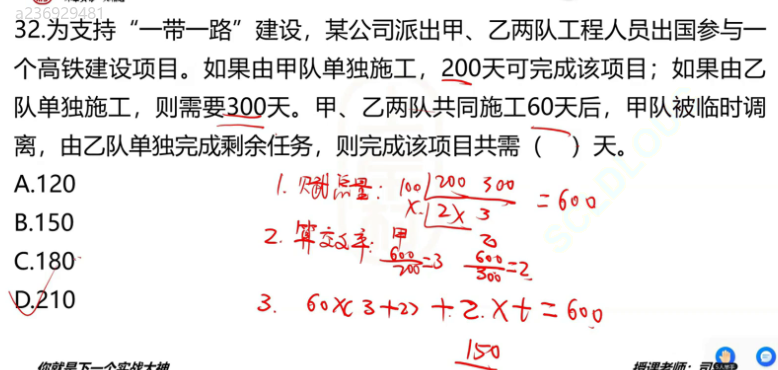 a236929481
32.为支持“一带一路”建设，某公司派出甲、乙两队工程人员出国参与一
个高铁建设项目。如果由甲队单独施工，200天可完成该项目；如果由乙
队单独施工，则需要300天。甲、乙两队共同施工60天后，甲队被临时调
离，由乙队单独完成剩余任务，则完成该项目共需（ ）天。
A.120
B.150
C.180
D.210
1. 赋总量: 100 200 300 = 600
X. 2 X 3
2. 算效率: 甲 600/200=3 乙 600/300=2
3. 60X(3+2) + 2.Xt=600
150
你就是下一个实战大神
授课老师：司